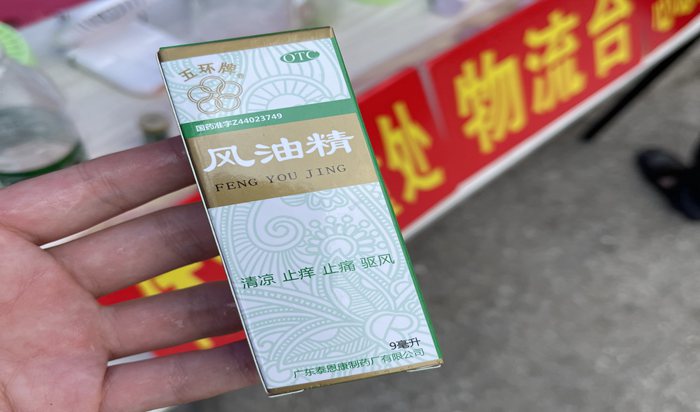 五环牌
OTC
国药准字Z44023749
风油精
FENG YOU JING
清凉 止痒 止痛 驱风
9毫升
广东泰恩康制药厂有限公司
处 物流台